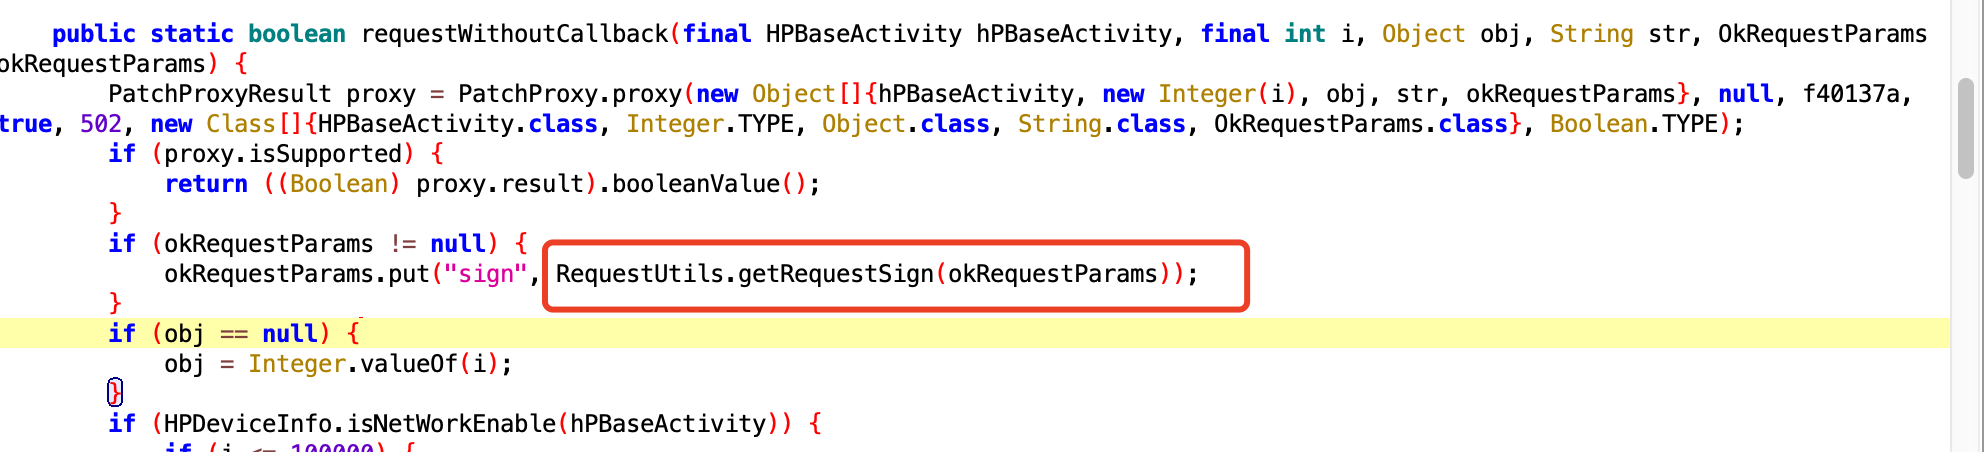 public static boolean requestWithoutCallback(final HPBaseActivity hPBaseActivity, final int i, Object obj, String str, OkRequestParams
okRequestParams) {
PatchProxyResult proxy = PatchProxy.proxy(new Object[]{hPBaseActivity, new Integer(i), obj, str, okRequestParams}, null, f40137a,
true, 502, new Class[]{HPBaseActivity.class, Integer.TYPE, Object.class, String.class, OkRequestParams.class}, Boolean.TYPE);
if (proxy.isSupported) {
return ((Boolean) proxy.result).booleanValue();
}
if (okRequestParams != null) {
okRequestParams.put("sign", RequestUtils.getRequestSign(okRequestParams));
}
if (obj == null) {
obj = Integer.valueOf(i);
}
if (HPDeviceInfo.isNetWorkEnable(hPBaseActivity)) {
if (i <= 100000) {